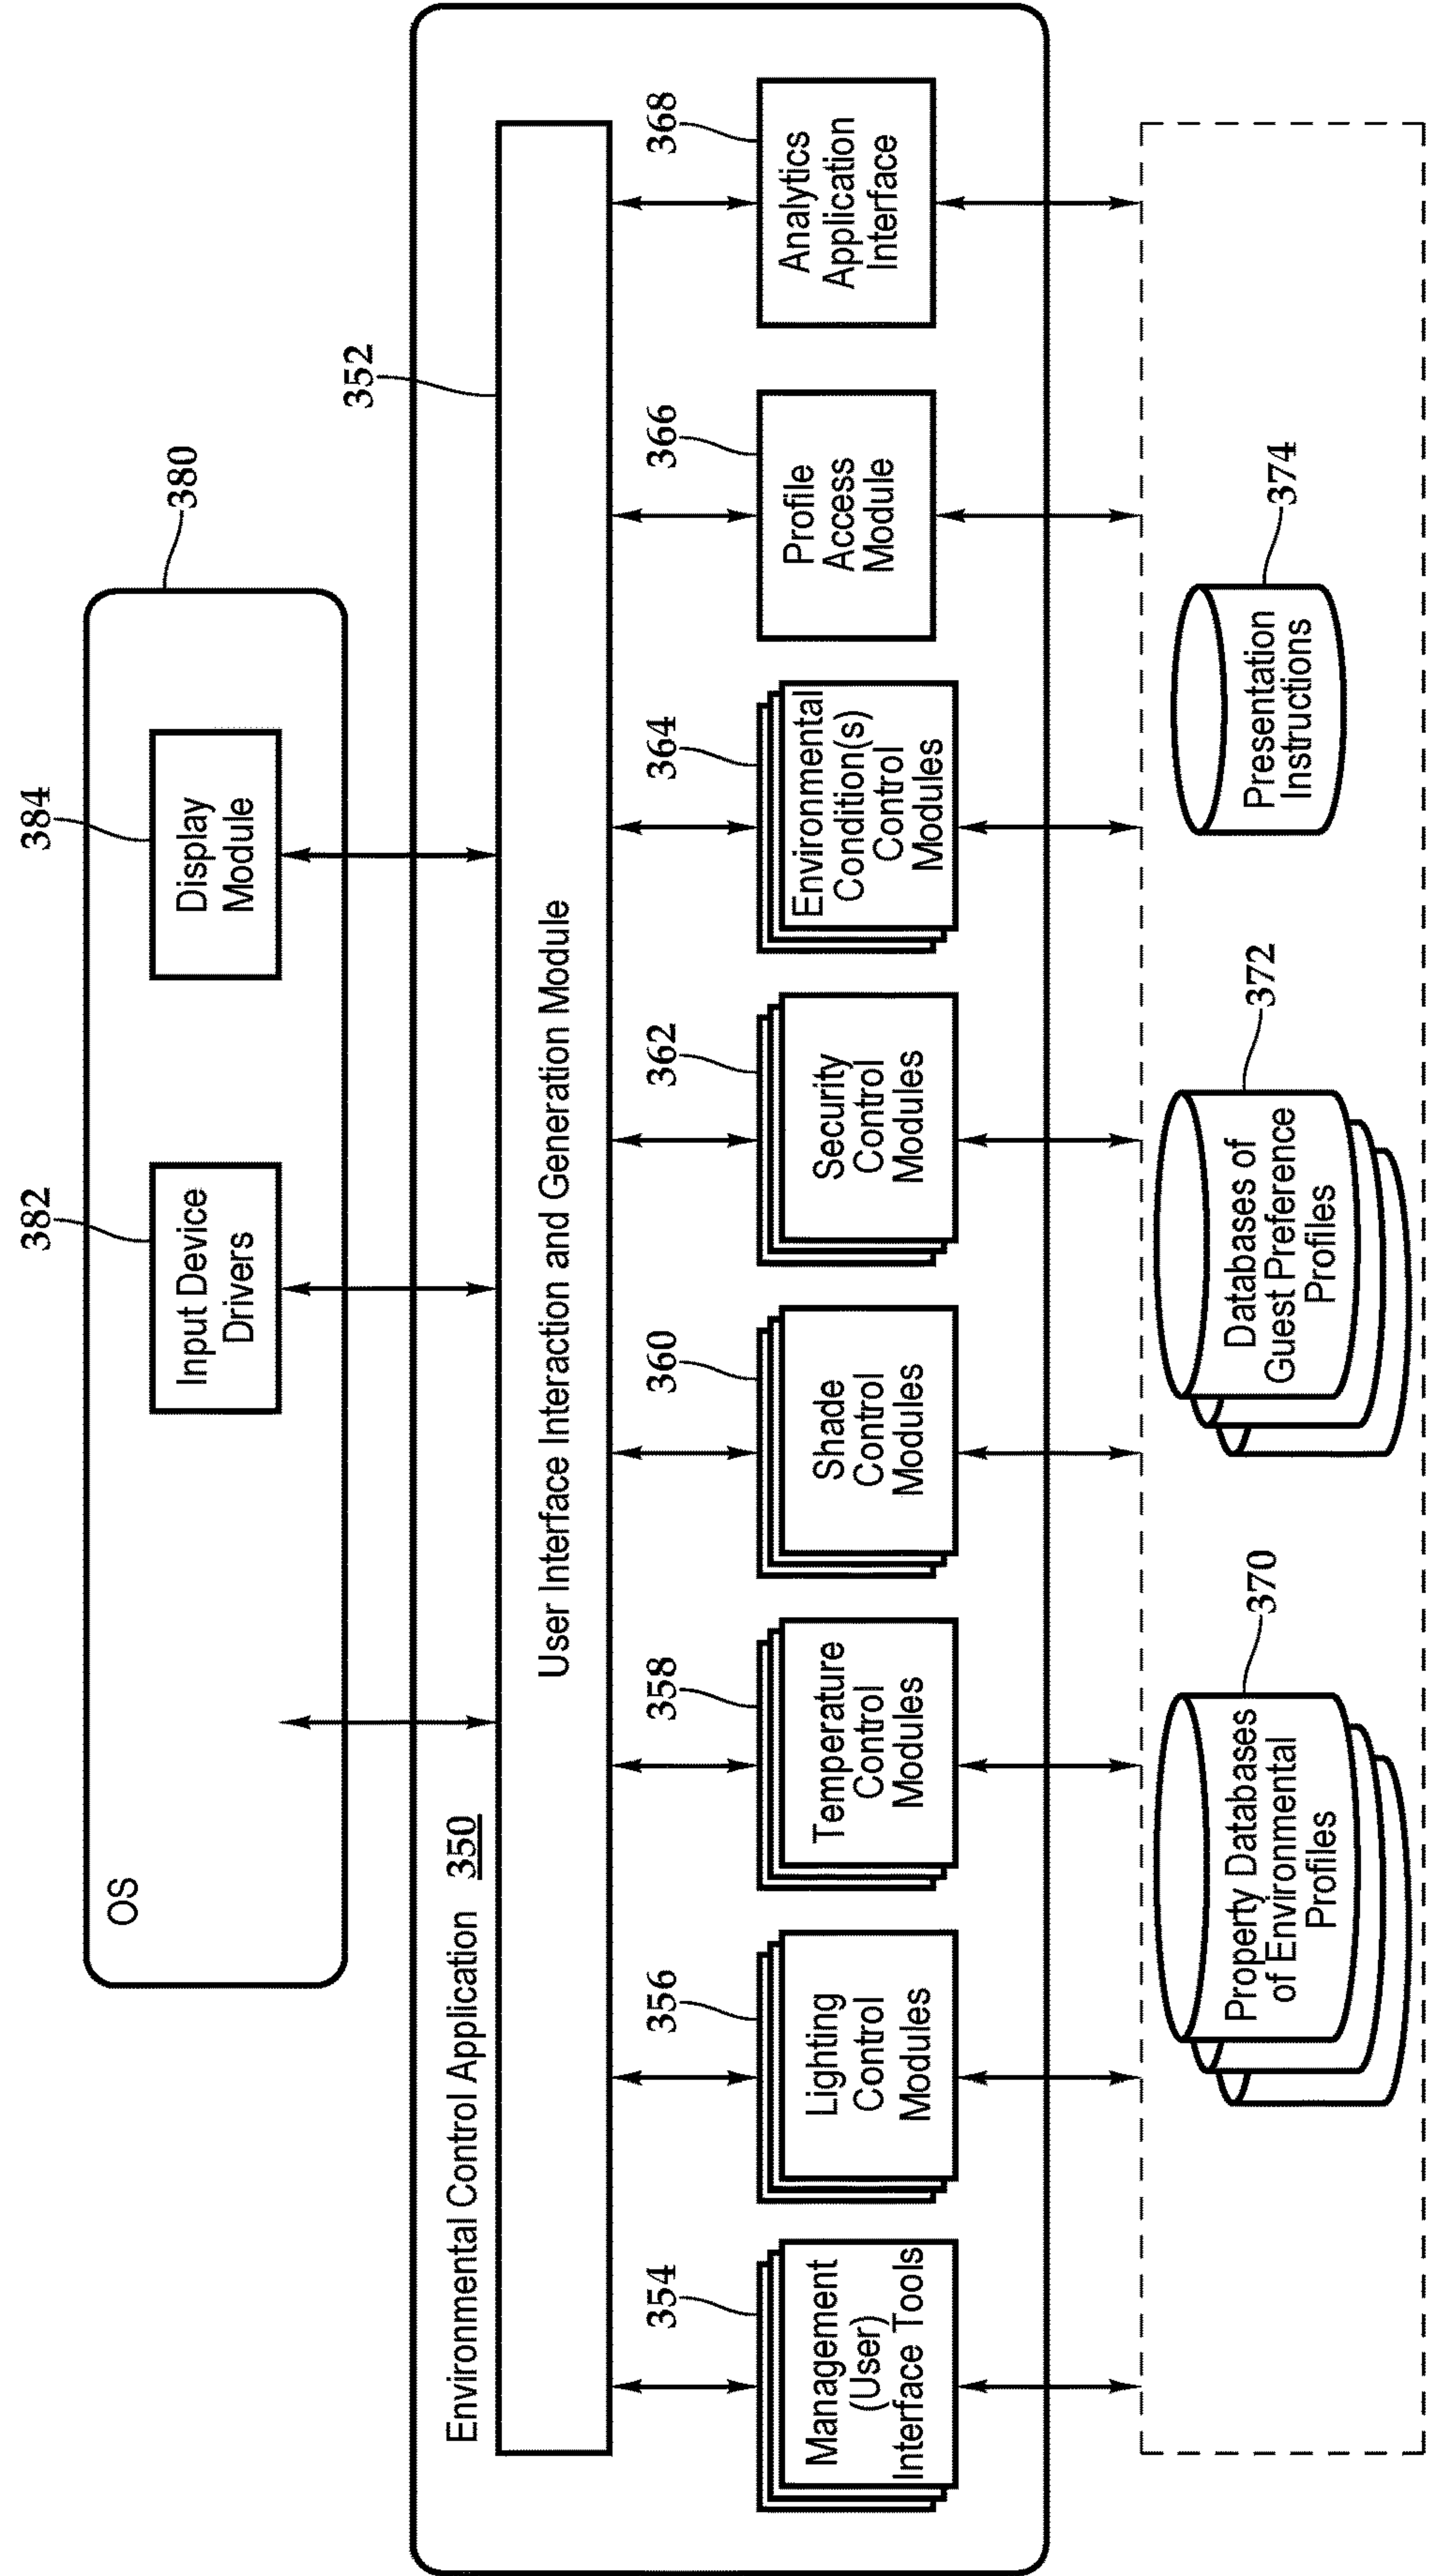 OS
380
382
Input Device
Drivers
384
Display
Module
Environmental Control Application 350
352
User Interface Interaction and Generation Module
354
Management
(User)
Interface Tools
356
Lighting
Control
Modules
358
Temperature
Control
Modules
360
Shade
Control
Modules
362
Security
Control
Modules
364
Environmental
Condition(s)
Control
Modules
366
Profile
Access
Module
368
Analytics
Application
Interface
370
Property Databases
of Environmental
Profiles
372
Databases of
Guest Preference
Profiles
374
Presentation
Instructions